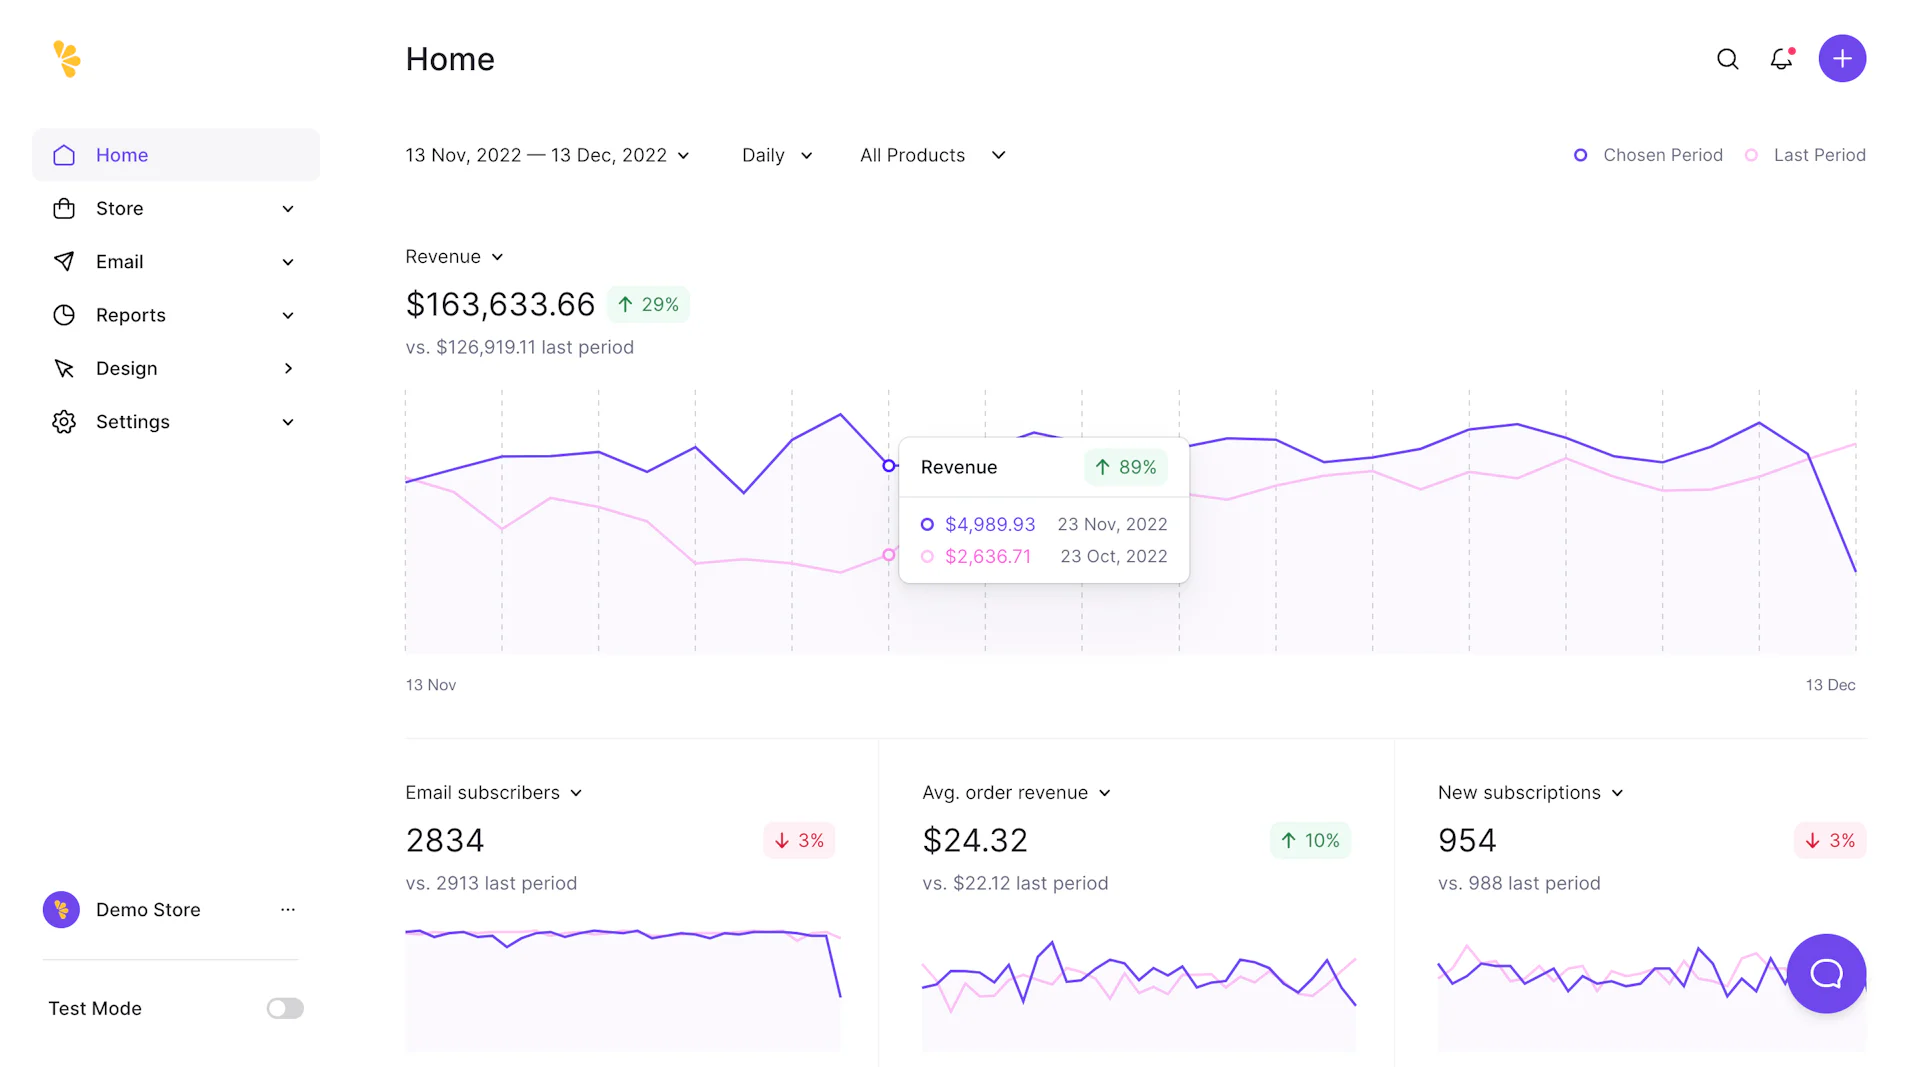 Home
Home
Store
Email
Reports
Design
Settings
13 Nov, 2022 — 13 Dec, 2022
Daily
All Products
Chosen Period
Last Period
Revenue
$163,633.66
29%
vs. $126,919.11 last period
Revenue
89%
$4,989.93
23 Nov, 2022
$2,636.71
23 Oct, 2022
13 Nov
13 Dec
Email subscribers
2834
3%
vs. 2913 last period
Avg. order revenue
$24.32
10%
vs. $22.12 last period
New subscriptions
954
3%
vs. 988 last period
Demo Store
Test Mode